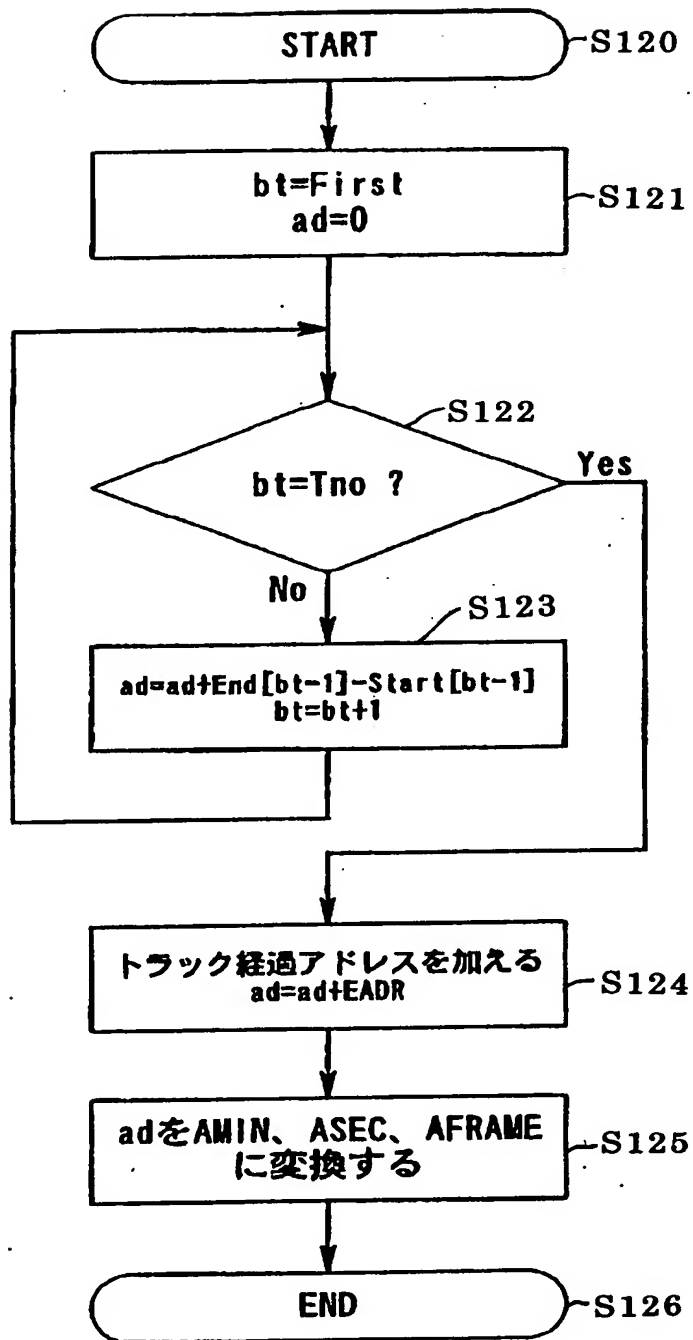 START
S120
bt=First
ad=0
S121
S122
bt=Tno ?
Yes
No
S123
ad=ad+End[bt-1]-Start[bt-1]
bt=bt+1
トラック経過アドレスを加える
ad=ad+EADR
S124
adをAMIN、ASEC、AFRAME
に変換する
S125
END
S126